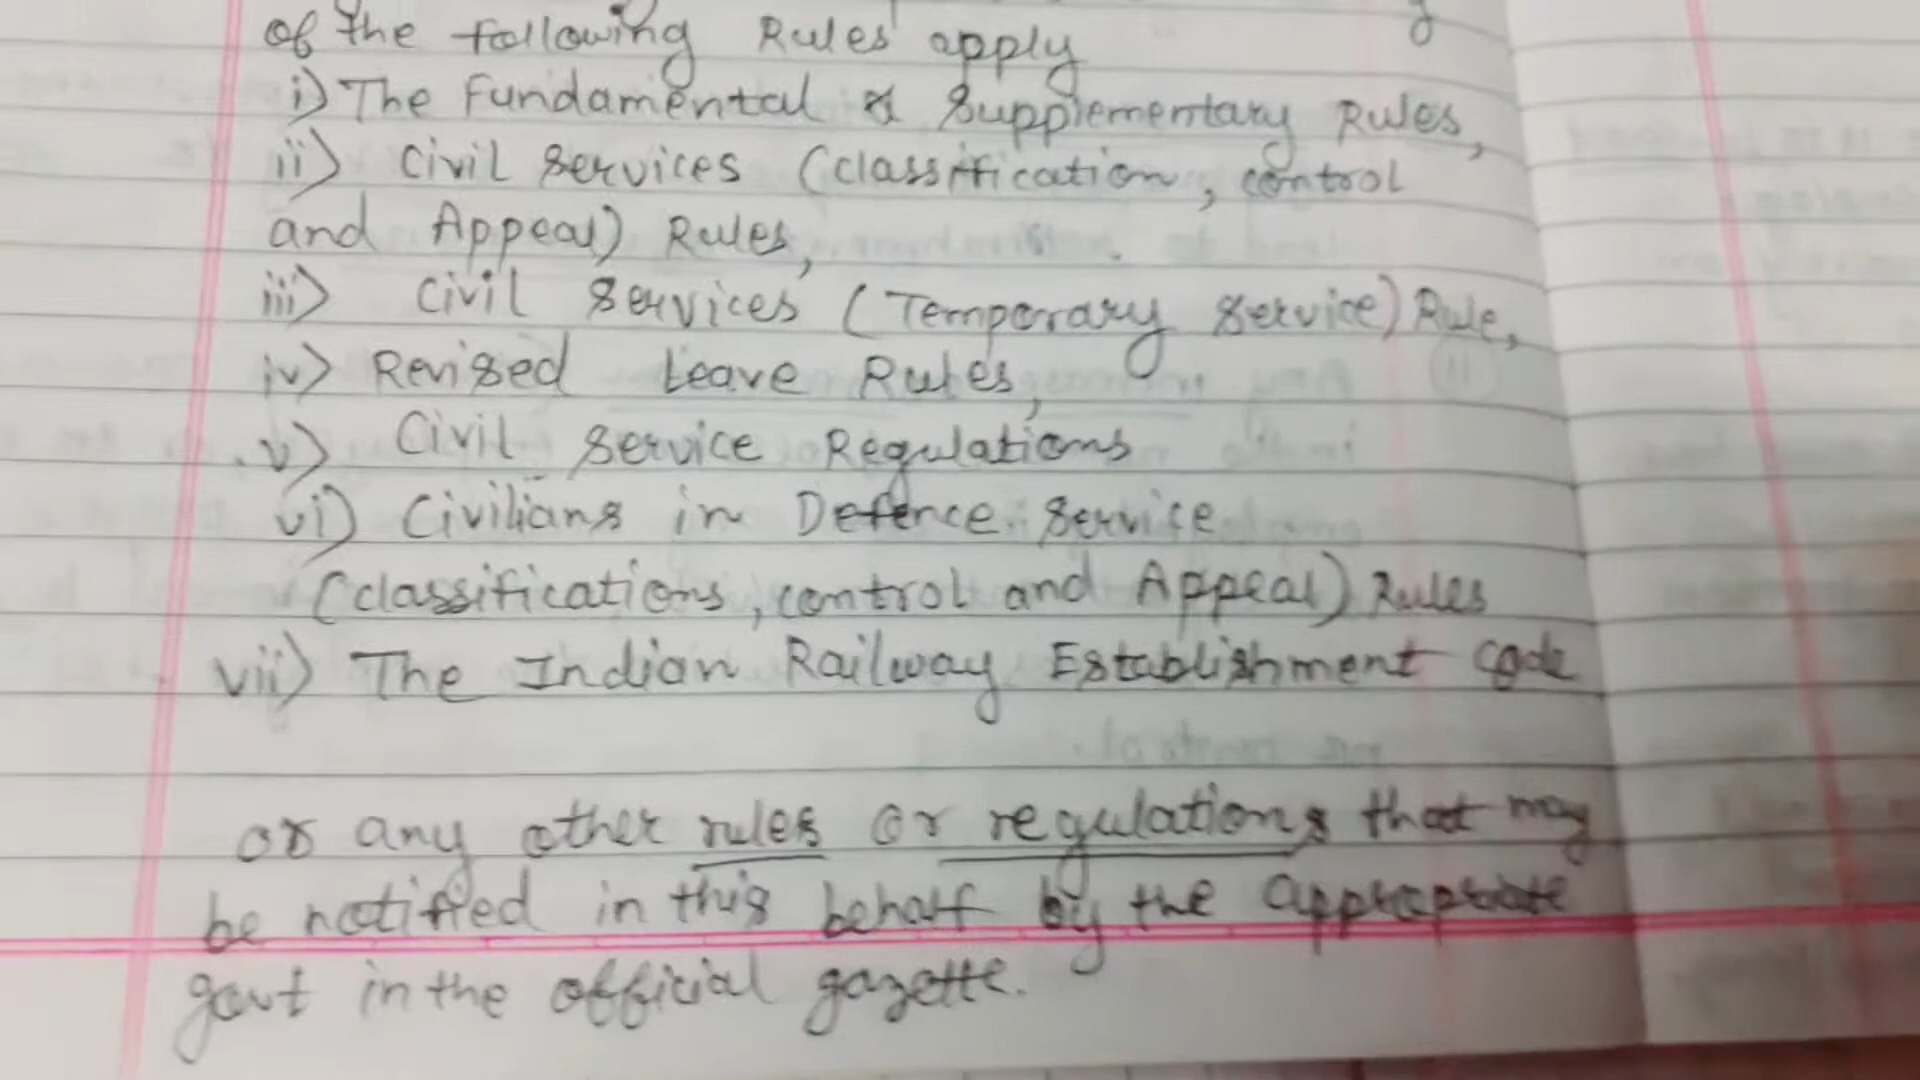 of the following Rules apply
i) The Fundamental & Supplementary Rules,
ii) Civil Services (Classification, control
and Appeal) Rules,
iii) Civil Services (Temporary Service) Rule,
iv) Revised Leave Rules,
v) Civil Service Regulations
vi) Civilians in Defence Service
(classifications, control and Appeal) Rules
vii) The Indian Railway Establishment code
or any other rules or regulations that may
be notified in this behalf by the appropriate
govt in the official gazette.